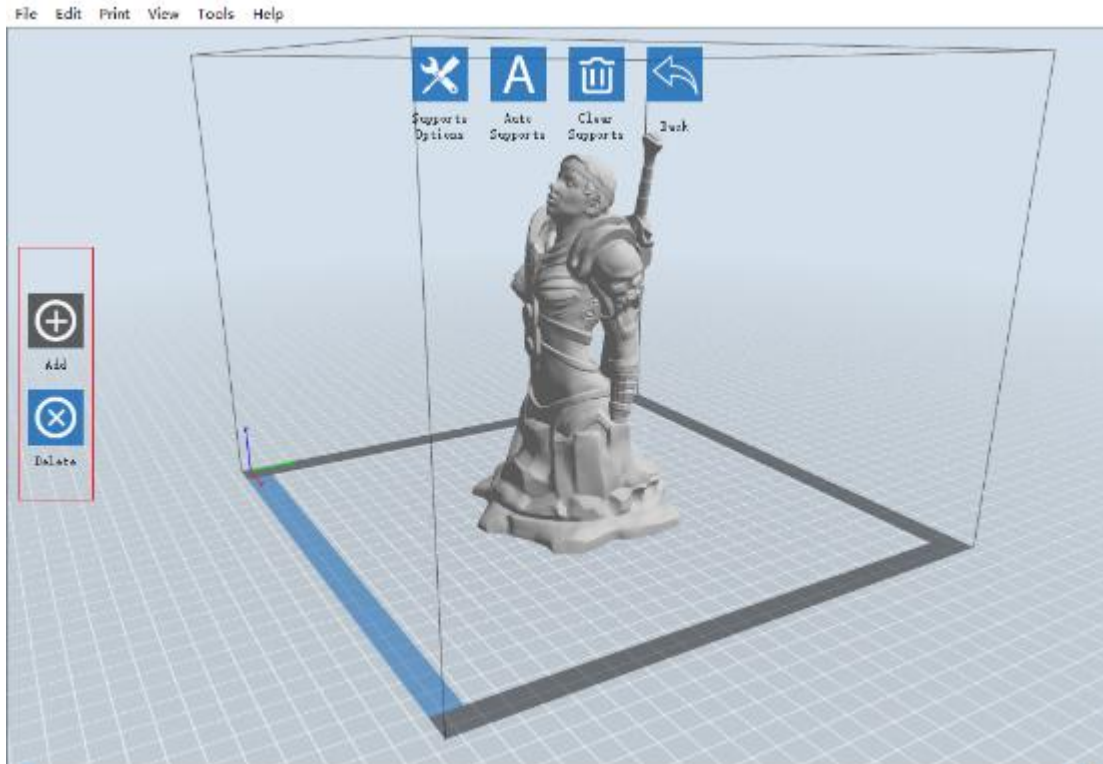 File Edit Print View Tools Help
Supports Auto Clear Back
Options Supports Supports
A
Add
Delete